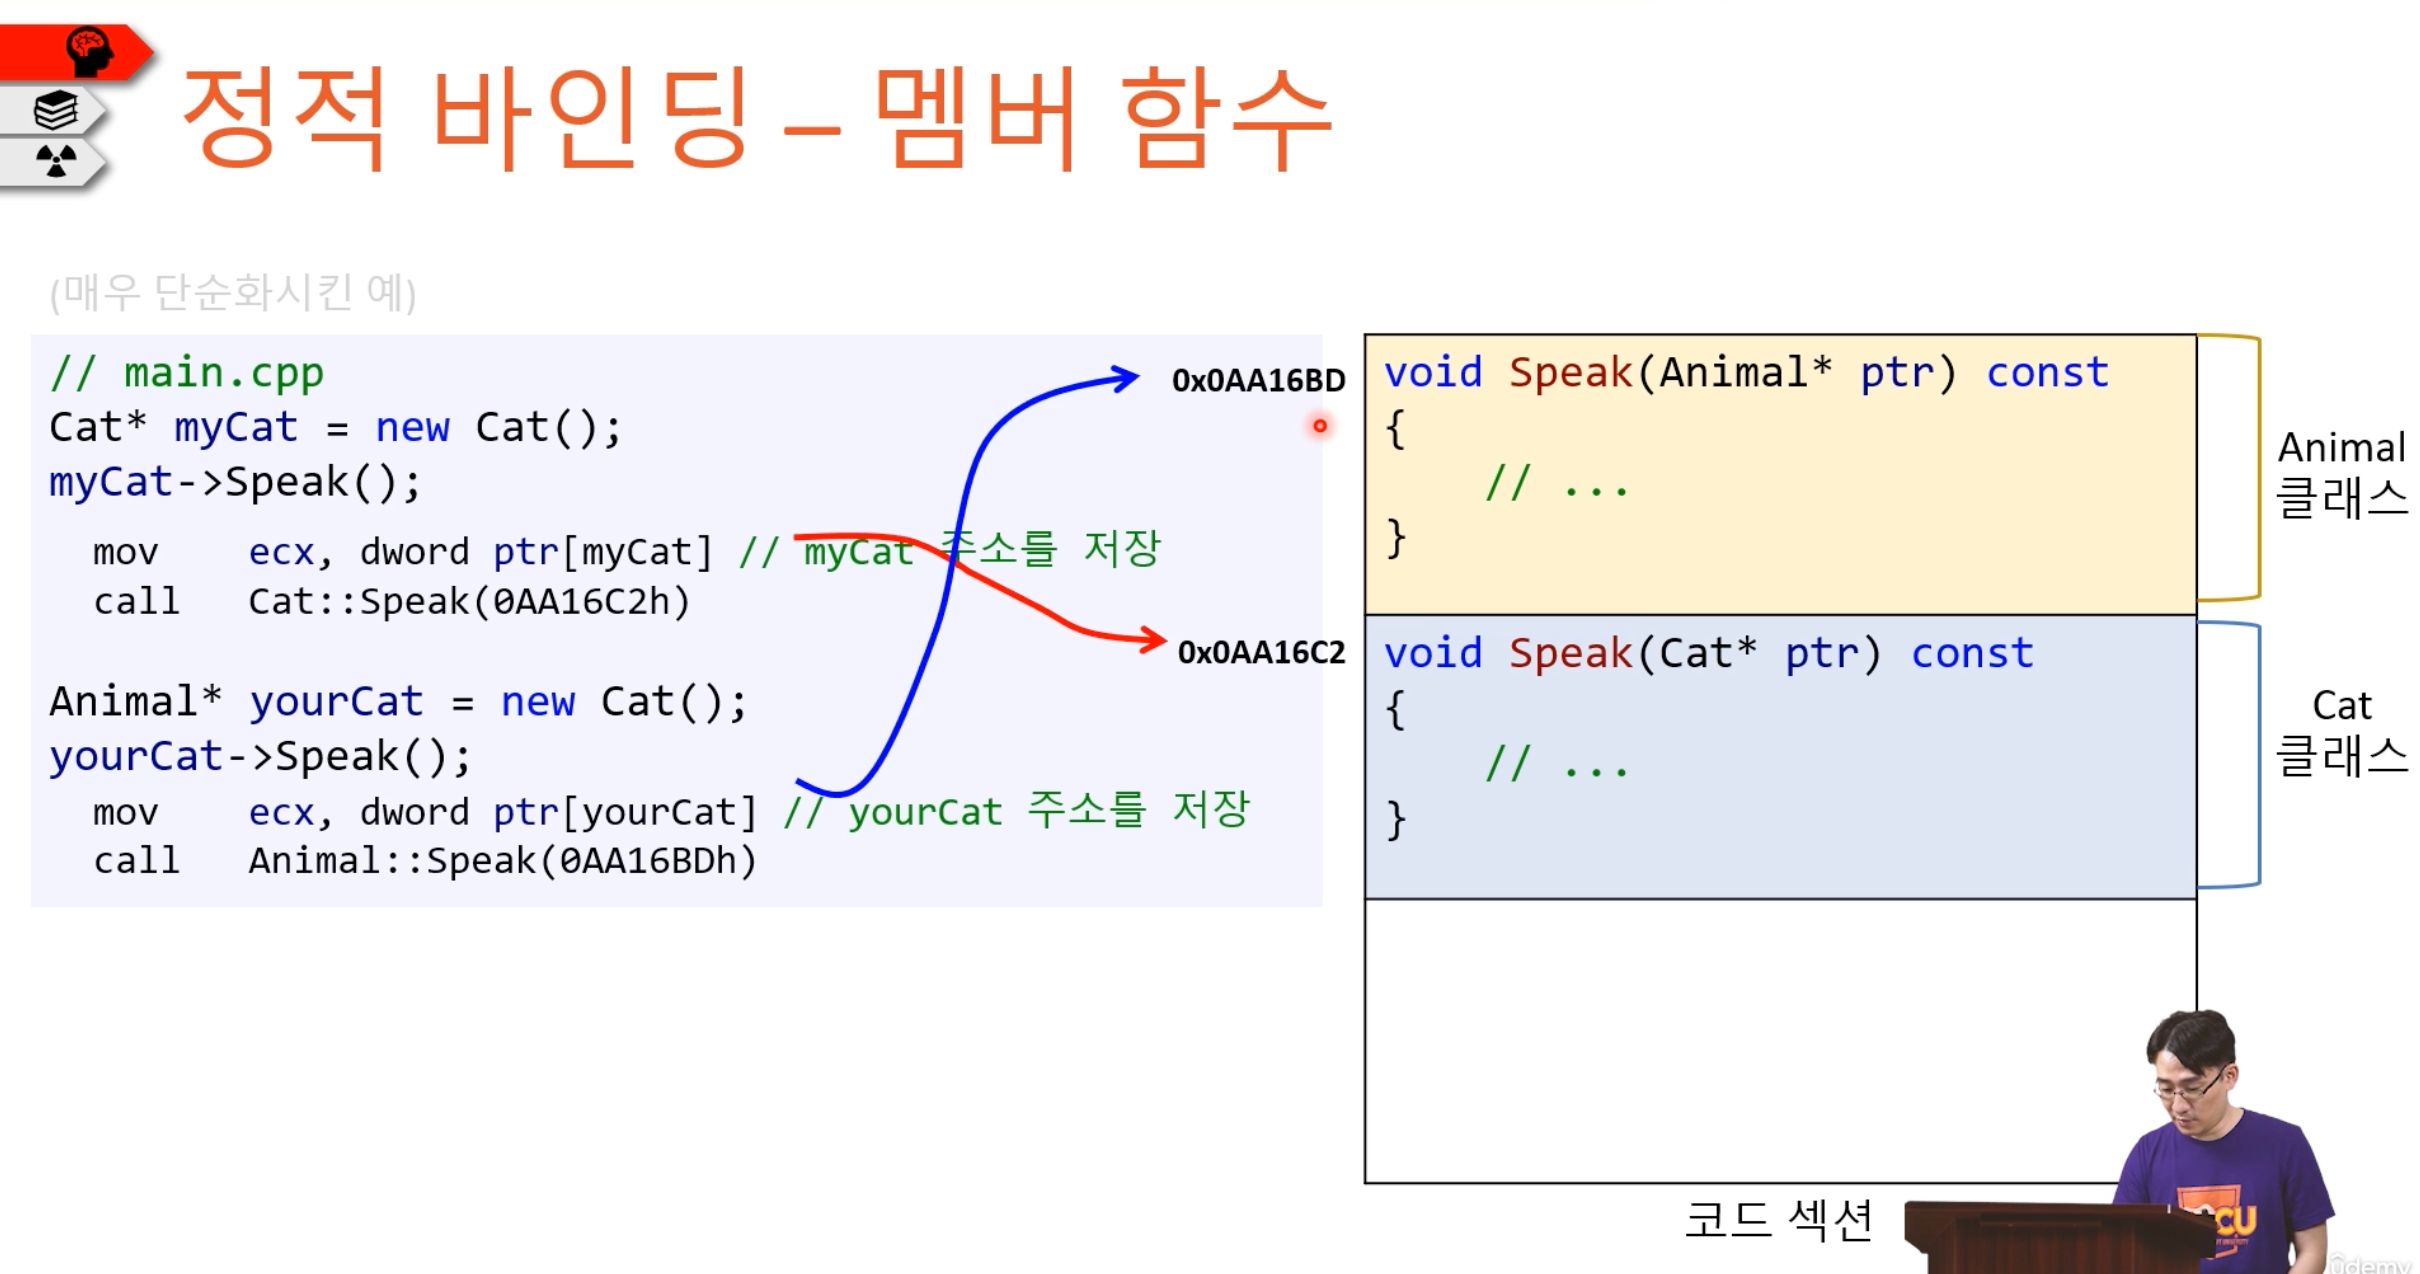 정적 바인딩 – 멤버 함수
(매우 단순화시킨 예)
// main.cpp
Cat* myCat = new Cat();
myCat->Speak();
mov ecx, dword ptr[myCat] // myCat 주소를 저장
call Cat::Speak(0AA16C2h)
Animal* yourCat = new Cat();
yourCat->Speak();
mov ecx, dword ptr[yourCat] // yourCat 주소를 저장
call Animal::Speak(0AA16BDh)
0x0AA16BD
void Speak(Animal* ptr) const
{
// ...
}
Animal
클래스
0x0AA16C2
void Speak(Cat* ptr) const
{
// ...
}
Cat
클래스
코드 섹션
CU
udemy